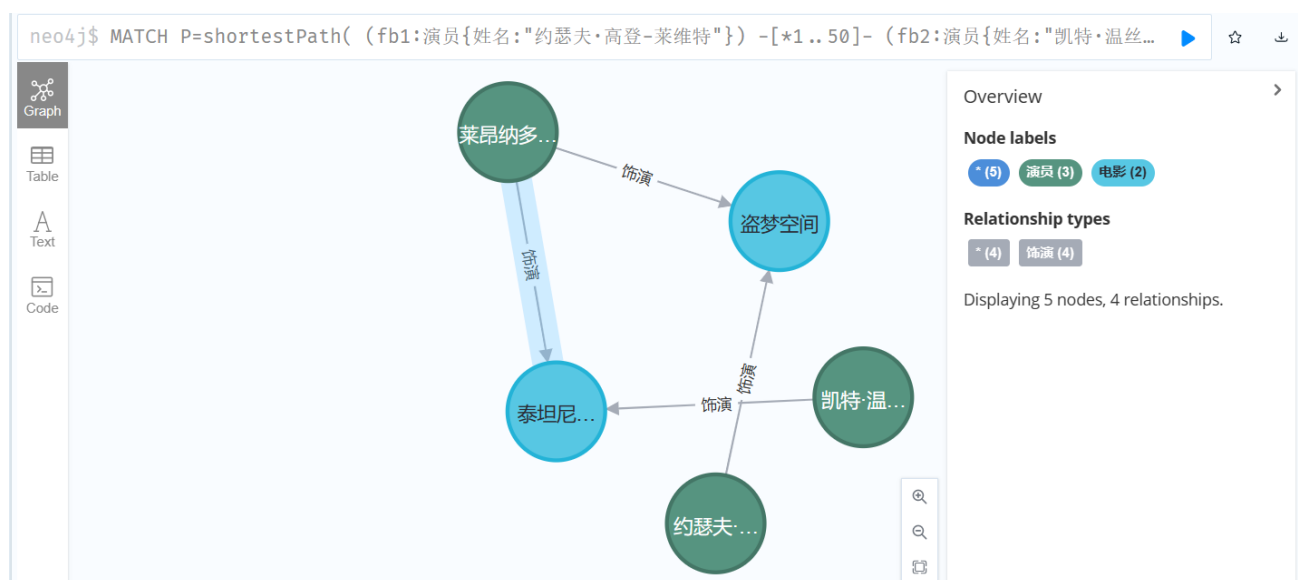 neo4j$ MATCH P=shortestPath( (fb1:演员{姓名:"约瑟夫·高登-莱维特"}) -[*1..50]- (fb2:演员{姓名:"凯特·温丝…
Graph
Table
Text
Code
莱昂纳多…
饰演
盗梦空间
饰演
泰坦尼…
饰演
饰演
凯特·温…
约瑟夫·…
Overview
Node labels
* (5) 演员 (3) 电影 (2)
Relationship types
* (4) 饰演 (4)
Displaying 5 nodes, 4 relationships.